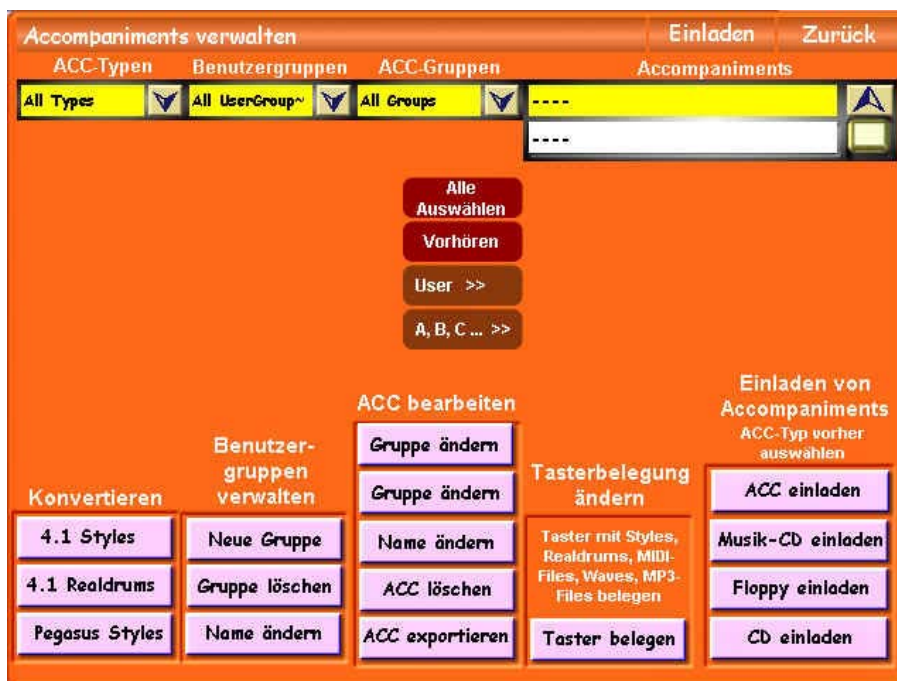 Accompaniments verwalten
Einladen
Zurück
ACC-Typen
Benutzergruppen
ACC-Gruppen
Accompaniments
All Types
All UserGroup~
All Groups
----
----
Alle
Auswählen
Vorhören
User >>
A, B, C ... >>
Konvertieren
4.1 Styles
4.1 Realdrums
Pegasus Styles
Benutzer-
gruppen
verwalten
Neue Gruppe
Gruppe löschen
Name ändern
ACC bearbeiten
Gruppe ändern
Gruppe ändern
Name ändern
ACC löschen
ACC exportieren
Tasterbelegung
ändern
Taster mit Styles,
Realdrums, MIDI-
Files, Waves, MP3-
Files belegen
Taster belegen
Einladen von
Accompaniments
ACC-Typ vorher
auswählen
ACC einladen
Musik-CD einladen
Floppy einladen
CD einladen